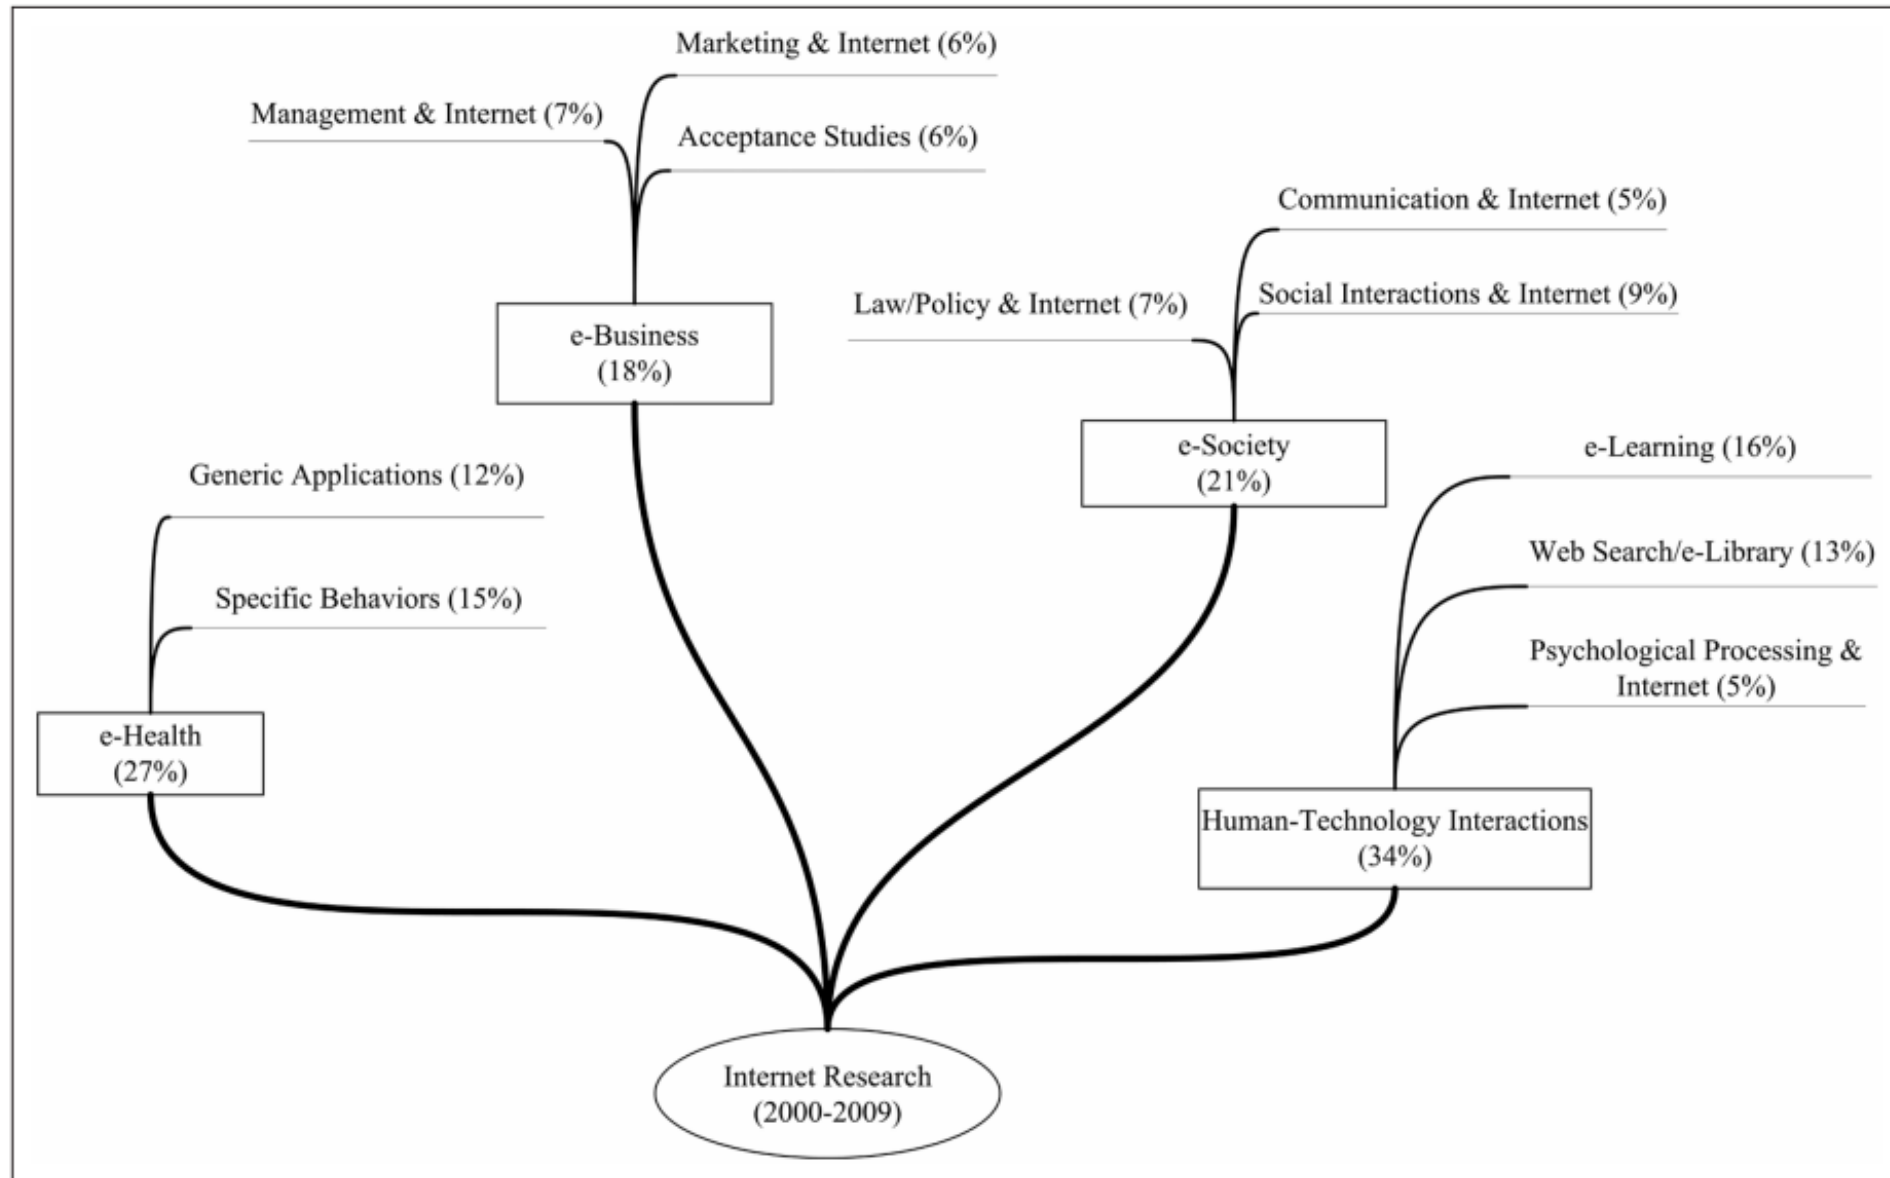 Marketing & Internet (6%)
Management & Internet (7%)
Acceptance Studies (6%)
Communication & Internet (5%)
Law/Policy & Internet (7%)
Social Interactions & Internet (9%)
e-Business
(18%)
e-Society
(21%)
e-Learning (16%)
Generic Applications (12%)
Web Search/e-Library (13%)
Specific Behaviors (15%)
Psychological Processing &
Internet (5%)
e-Health
(27%)
Human-Technology Interactions
(34%)
Internet Research
(2000-2009)